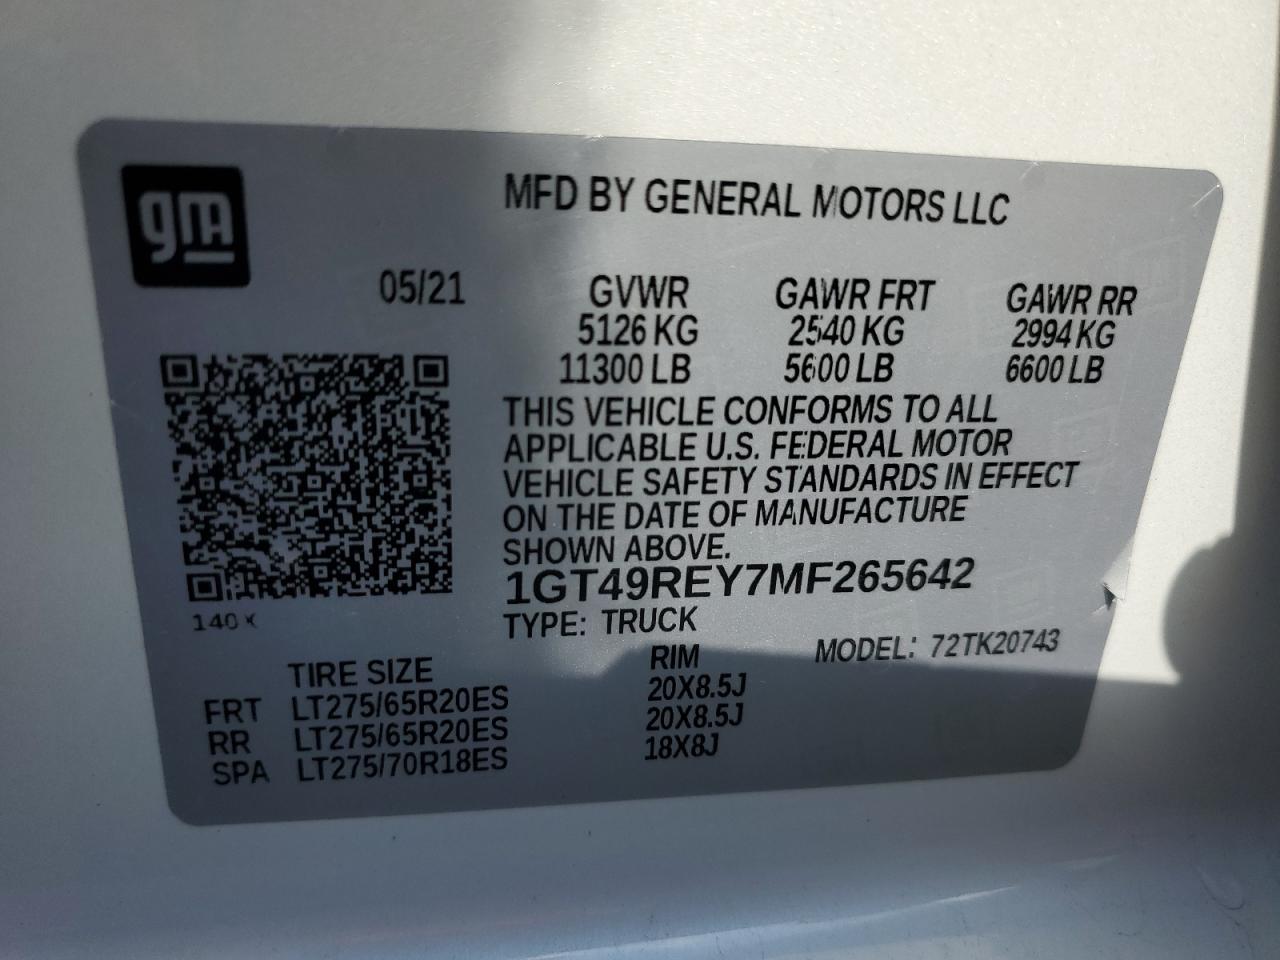 gm
MFD BY GENERAL MOTORS LLC
05/21 GVWR GAWR FRT GAWR RR
5126 KG 2540 KG 2994 KG
11300 LB 5600 LB 6600 LB
THIS VEHICLE CONFORMS TO ALL
APPLICABLE U.S. FEDERAL MOTOR
VEHICLE SAFETY STANDARDS IN EFFECT
ON THE DATE OF MANUFACTURE
SHOWN ABOVE.
1GT49REY7MF265642
140 X
TYPE: TRUCK
MODEL: 72TK20743
TIRE SIZE RIM
FRT LT275/65R20ES 20X8.5J
RR LT275/65R20ES 20X8.5J
SPA LT275/70R18ES 18X8J